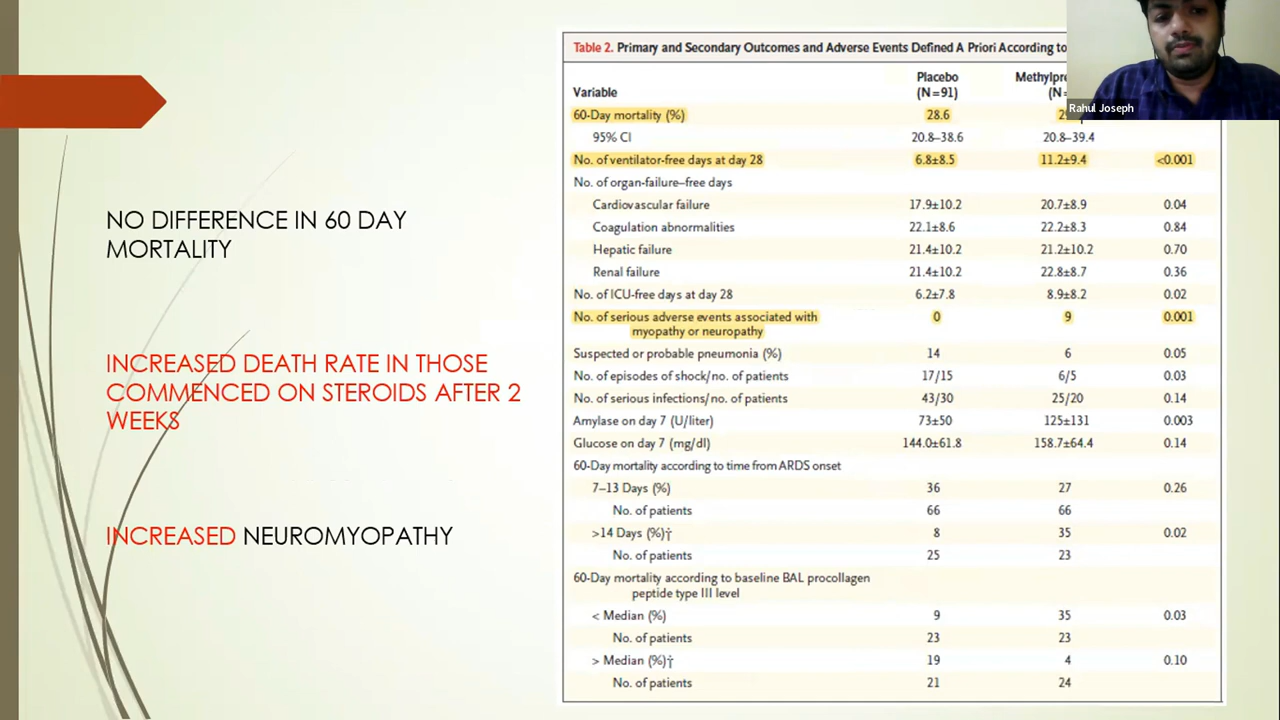 NO DIFFERENCE IN 60 DAY
MORTALITY
INCREASED DEATH RATE IN THOSE
COMMENCED ON STEROIDS AFTER 2
WEEKS
INCREASED NEUROMYOPATHY
Table 2. Primary and Secondary Outcomes and Adverse Events Defined A Priori According to
Placebo
Variable (N=91) (N=
60-Day mortality (%) 28.6
95% CI 20.8–38.6 20.8–39.4
No. of ventilator-free days at day 28 6.8±8.5 11.2±9.4 <0.001
No. of organ-failure–free days
Cardiovascular failure 17.9±10.2 20.7±8.9 0.04
Coagulation abnormalities 22.1±8.6 22.2±8.3 0.84
Hepatic failure 21.4±10.2 21.2±10.2 0.70
Renal failure 21.4±10.2 22.8±8.7 0.36
No. of ICU-free days at day 28 6.2±7.8 8.9±8.2 0.02
No. of serious adverse events associated with 0 9 0.001
myopathy or neuropathy
Suspected or probable pneumonia (%) 14 6 0.05
No. of episodes of shock/no. of patients 17/15 6/5 0.03
No. of serious infections/no. of patients 43/30 25/20 0.14
Amylase on day 7 (U/liter) 73±50 125±131 0.003
Glucose on day 7 (mg/dl) 144.0±61.8 158.7±64.4 0.14
60-Day mortality according to time from ARDS onset
7–13 Days (%) 36 27 0.26
No. of patients 66 66
>14 Days (%)† 8 35 0.02
No. of patients 25 23
60-Day mortality according to baseline BAL procollagen
peptide type III level
< Median (%) 9 35 0.03
No. of patients 23 23
> Median (%)† 19 4 0.10
No. of patients 21 24
Rahul Joseph